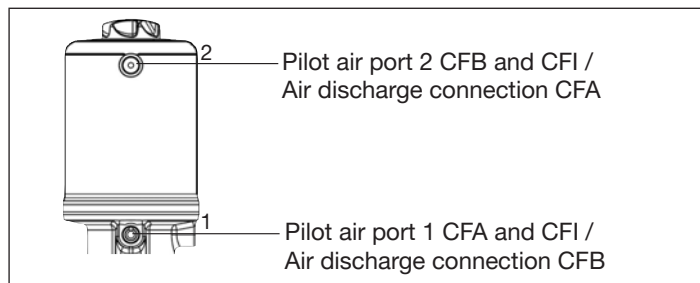 2
Pilot air port 2 CFB and CFI /
Air discharge connection CFA
1
Pilot air port 1 CFA and CFI /
Air discharge connection CFB